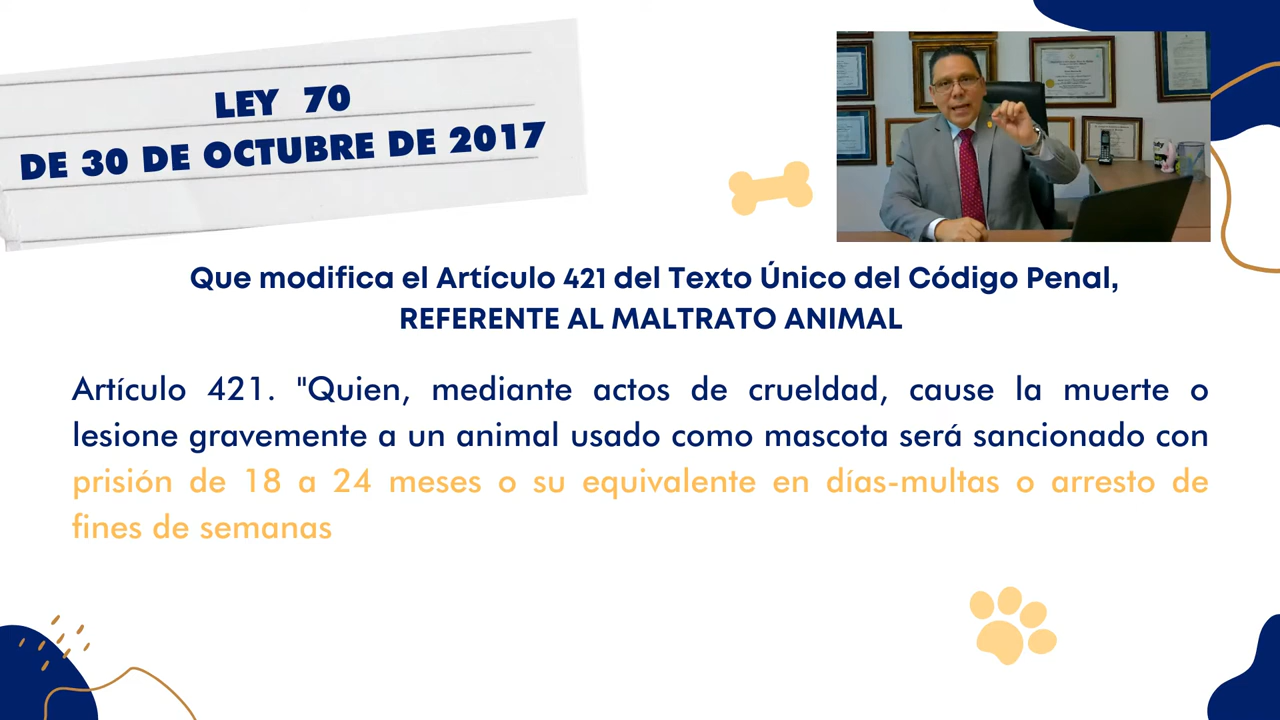 LEY 70
DE 30 DE OCTUBRE DE 2017
Que modifica el Artículo 421 del Texto Único del Código Penal,
REFERENTE AL MALTRATO ANIMAL
Artículo 421. "Quien, mediante actos de crueldad, cause la muerte o
lesione gravemente a un animal usado como mascota será sancionado con
prisión de 18 a 24 meses o su equivalente en días-multas o arresto de
fines de semanas